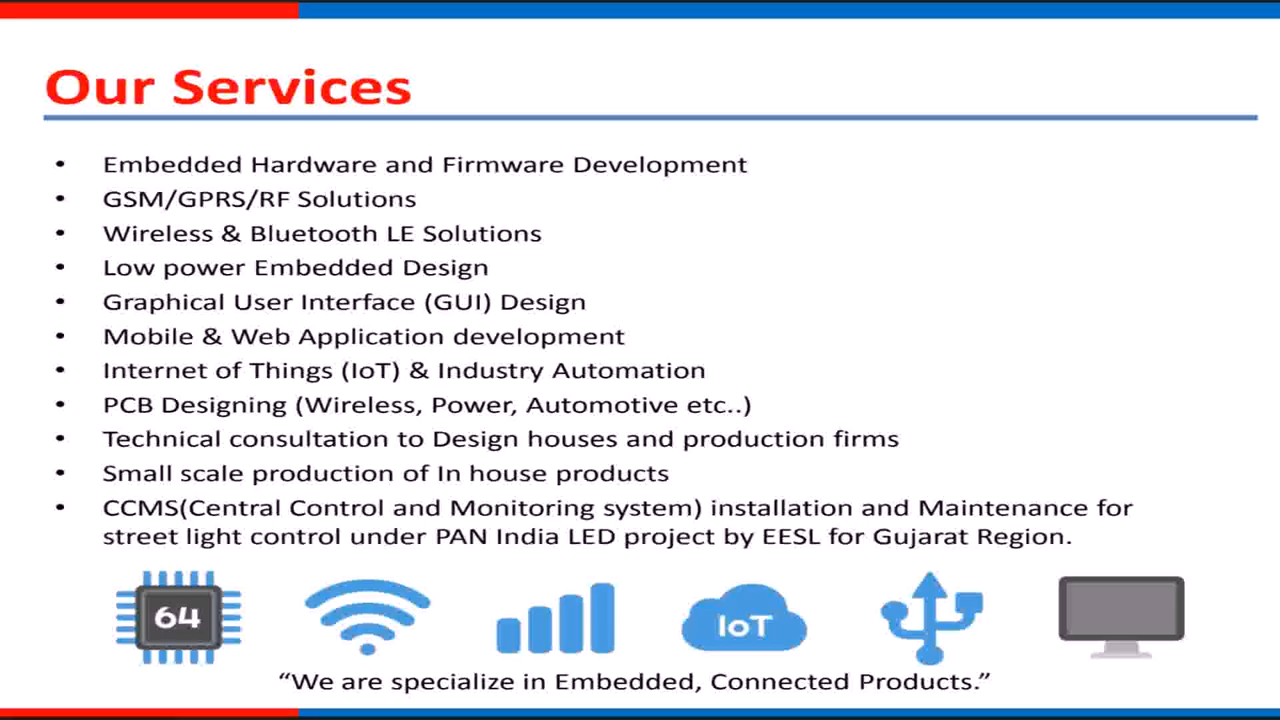 Our Services
• Embedded Hardware and Firmware Development
• GSM/GPRS/RF Solutions
• Wireless & Bluetooth LE Solutions
• Low power Embedded Design
• Graphical User Interface (GUI) Design
• Mobile & Web Application development
• Internet of Things (IoT) & Industry Automation
• PCB Designing (Wireless, Power, Automotive etc..)
• Technical consultation to Design houses and production firms
• Small scale production of In house products
• CCMS(Central Control and Monitoring system) installation and Maintenance for
street light control under PAN India LED project by EESL for Gujarat Region.
64
IoT
“We are specialize in Embedded, Connected Products.”